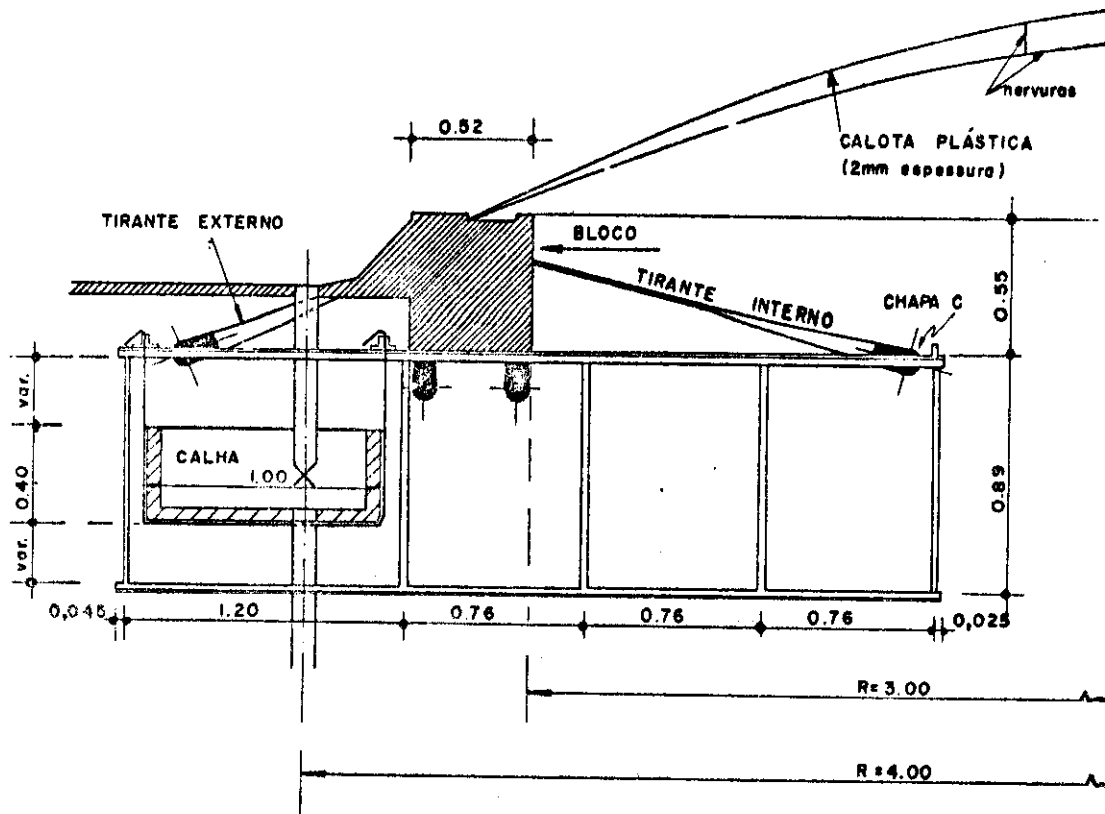 nervuras
0.52
CALOTA PLÁSTICA
(2mm espessura)
TIRANTE EXTERNO
BLOCO
TIRANTE INTERNO
CHAPA C
0.55
var.
0.40
var.
CALHA
1.00
0.89
0,045
1.20
0.76
0.76
0.76
0,025
R=3.00
R=4.00